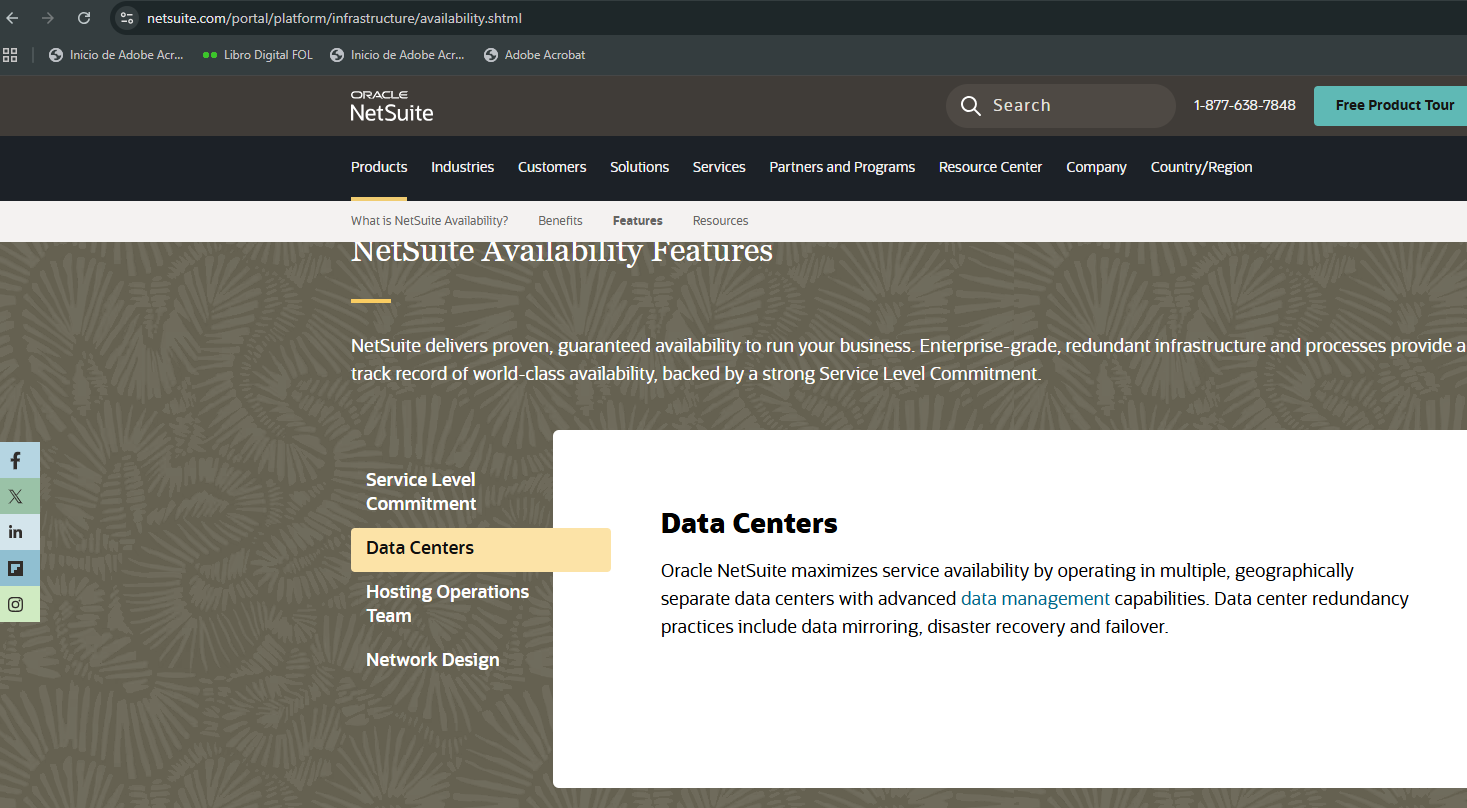 netsuite.com/portal/platform/infrastructure/availability.shtml
Inicio de Adobe Acr...
Libro Digital FOL
Inicio de Adobe Acr...
Adobe Acrobat
ORACLE
NetSuite
Search
1-877-638-7848
Free Product Tour
Products
Industries
Customers
Solutions
Services
Partners and Programs
Resource Center
Company
Country/Region
What is NetSuite Availability?
Benefits
Features
Resources
NetSuite Availability Features
NetSuite delivers proven, guaranteed availability to run your business. Enterprise-grade, redundant infrastructure and processes provide a
track record of world-class availability, backed by a strong Service Level Commitment.
Service Level
Commitment
Data Centers
Hosting Operations
Team
Network Design
Data Centers
Oracle NetSuite maximizes service availability by operating in multiple, geographically
separate data centers with advanced data management capabilities. Data center redundancy
practices include data mirroring, disaster recovery and failover.